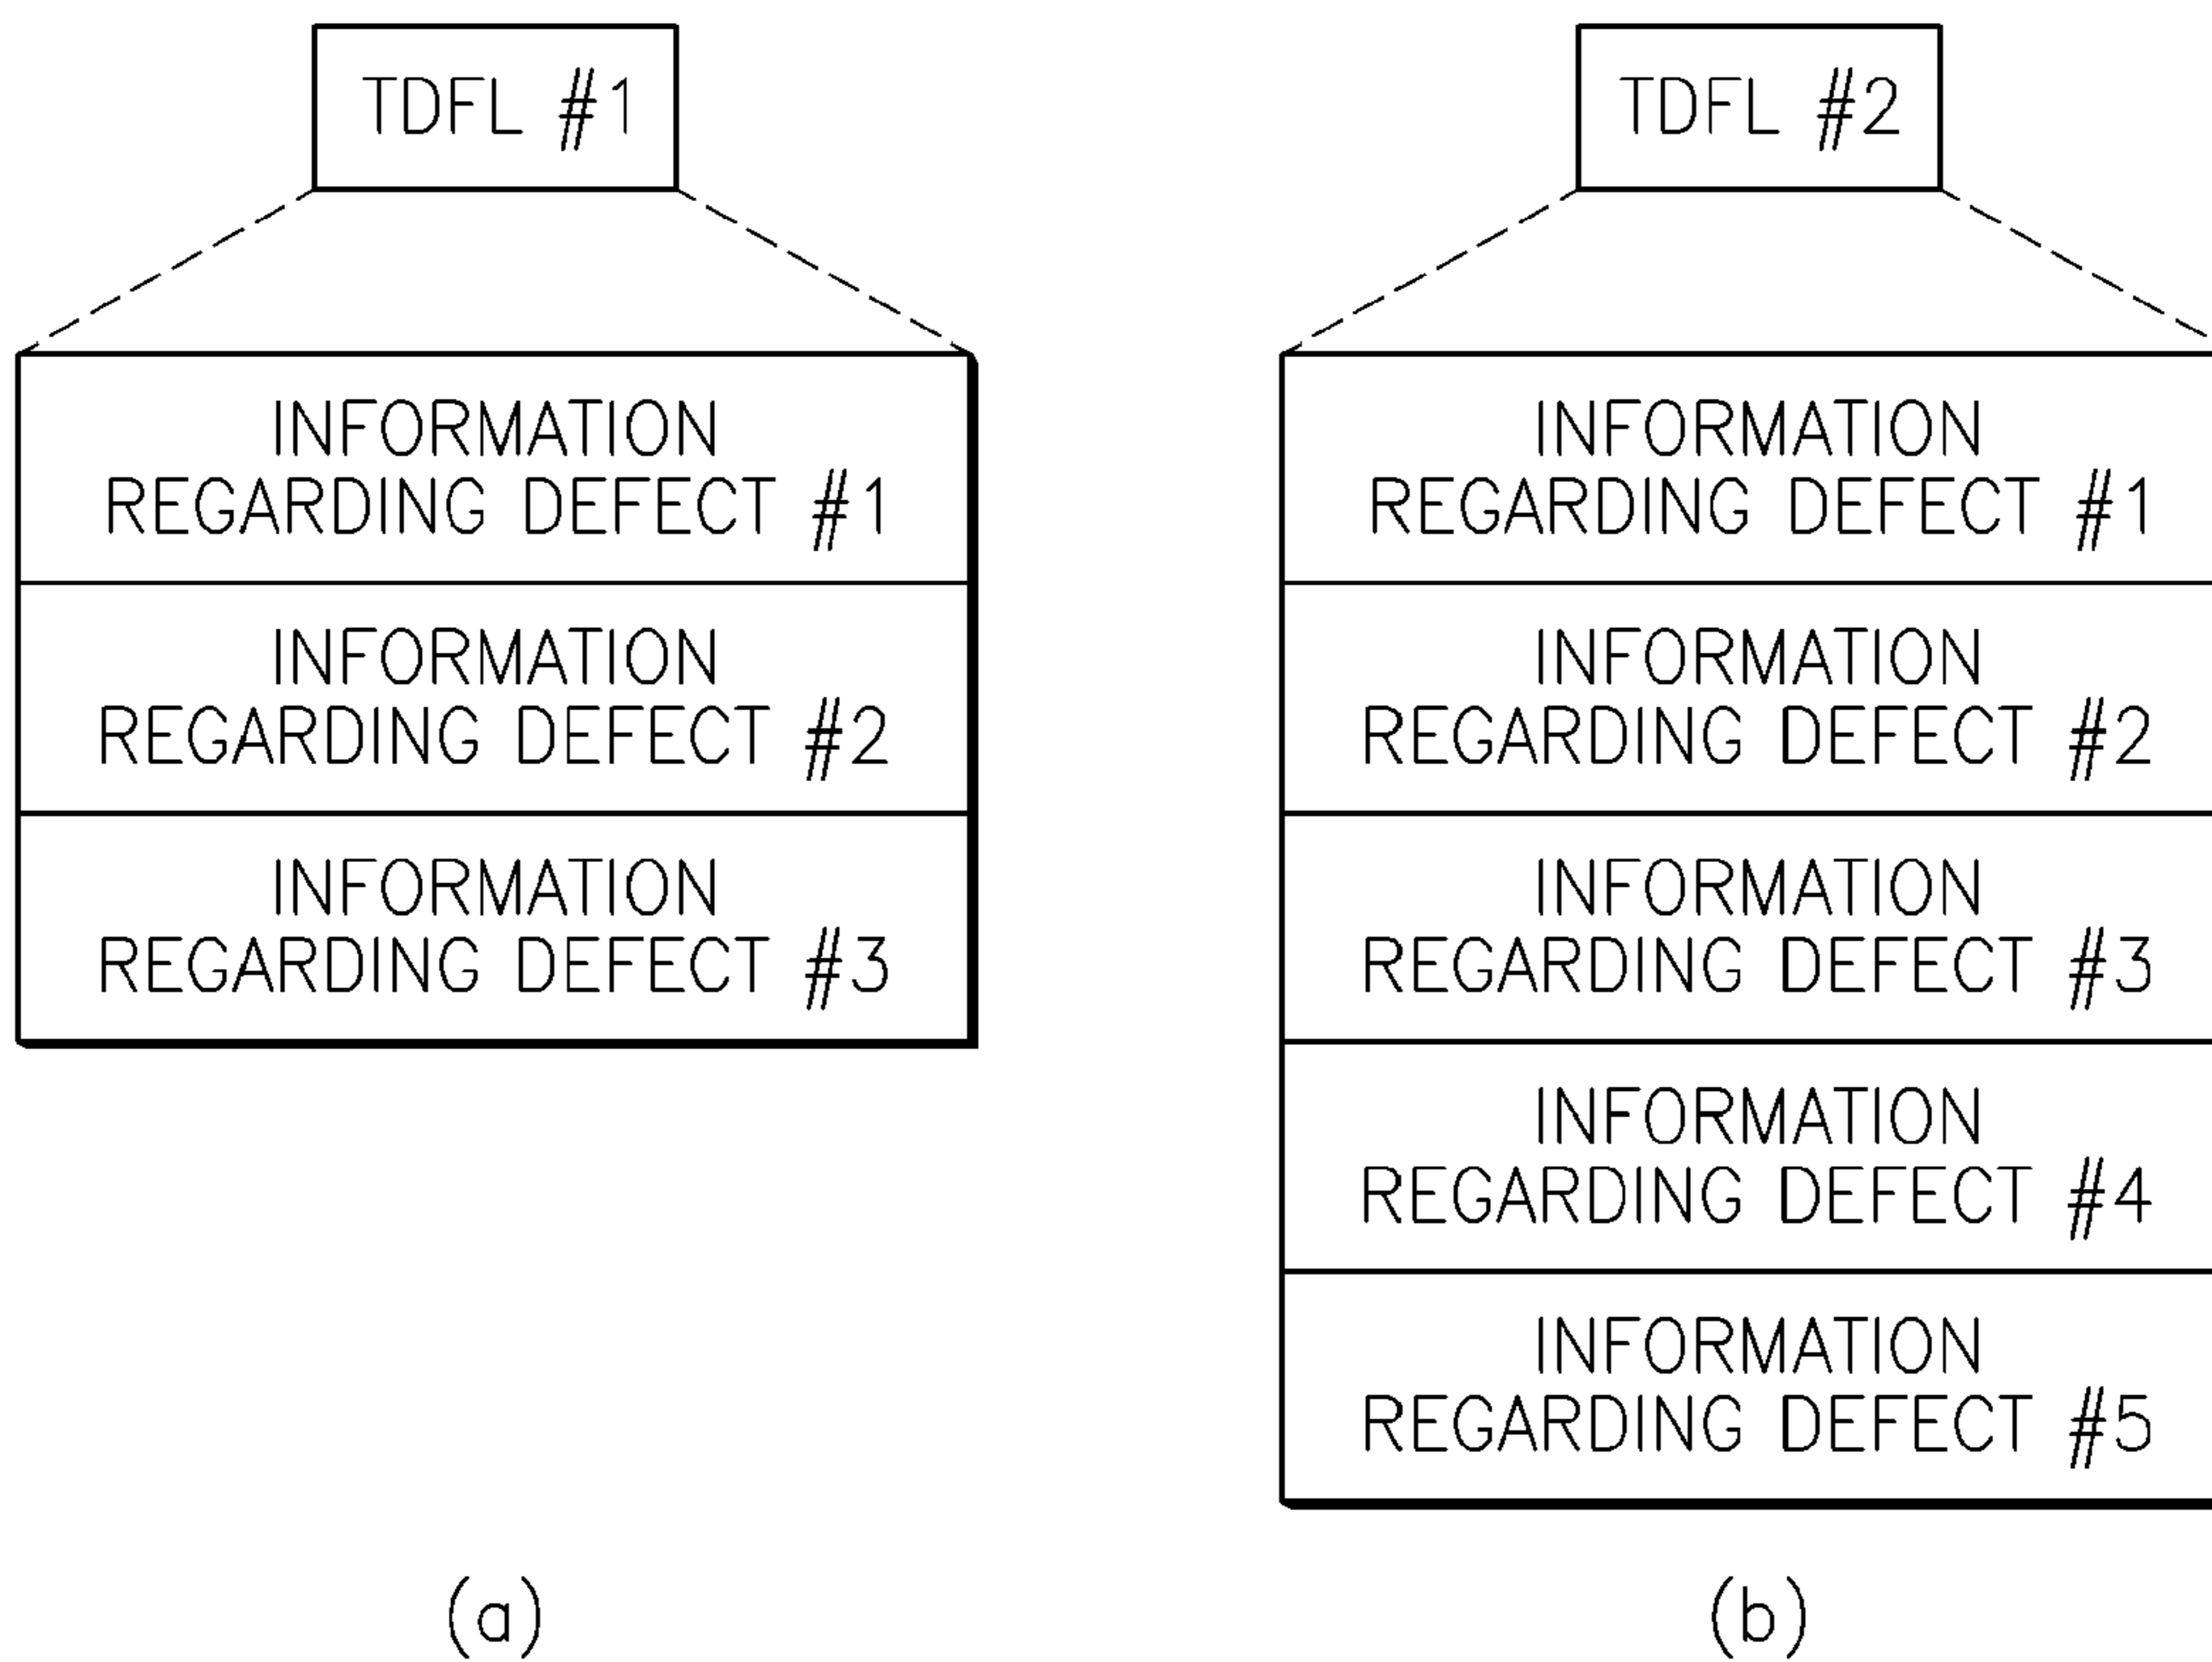 TDFL #1
INFORMATION
REGARDING DEFECT #1
INFORMATION
REGARDING DEFECT #2
INFORMATION
REGARDING DEFECT #3
(a)
TDFL #2
INFORMATION
REGARDING DEFECT #1
INFORMATION
REGARDING DEFECT #2
INFORMATION
REGARDING DEFECT #3
INFORMATION
REGARDING DEFECT #4
INFORMATION
REGARDING DEFECT #5
(b)